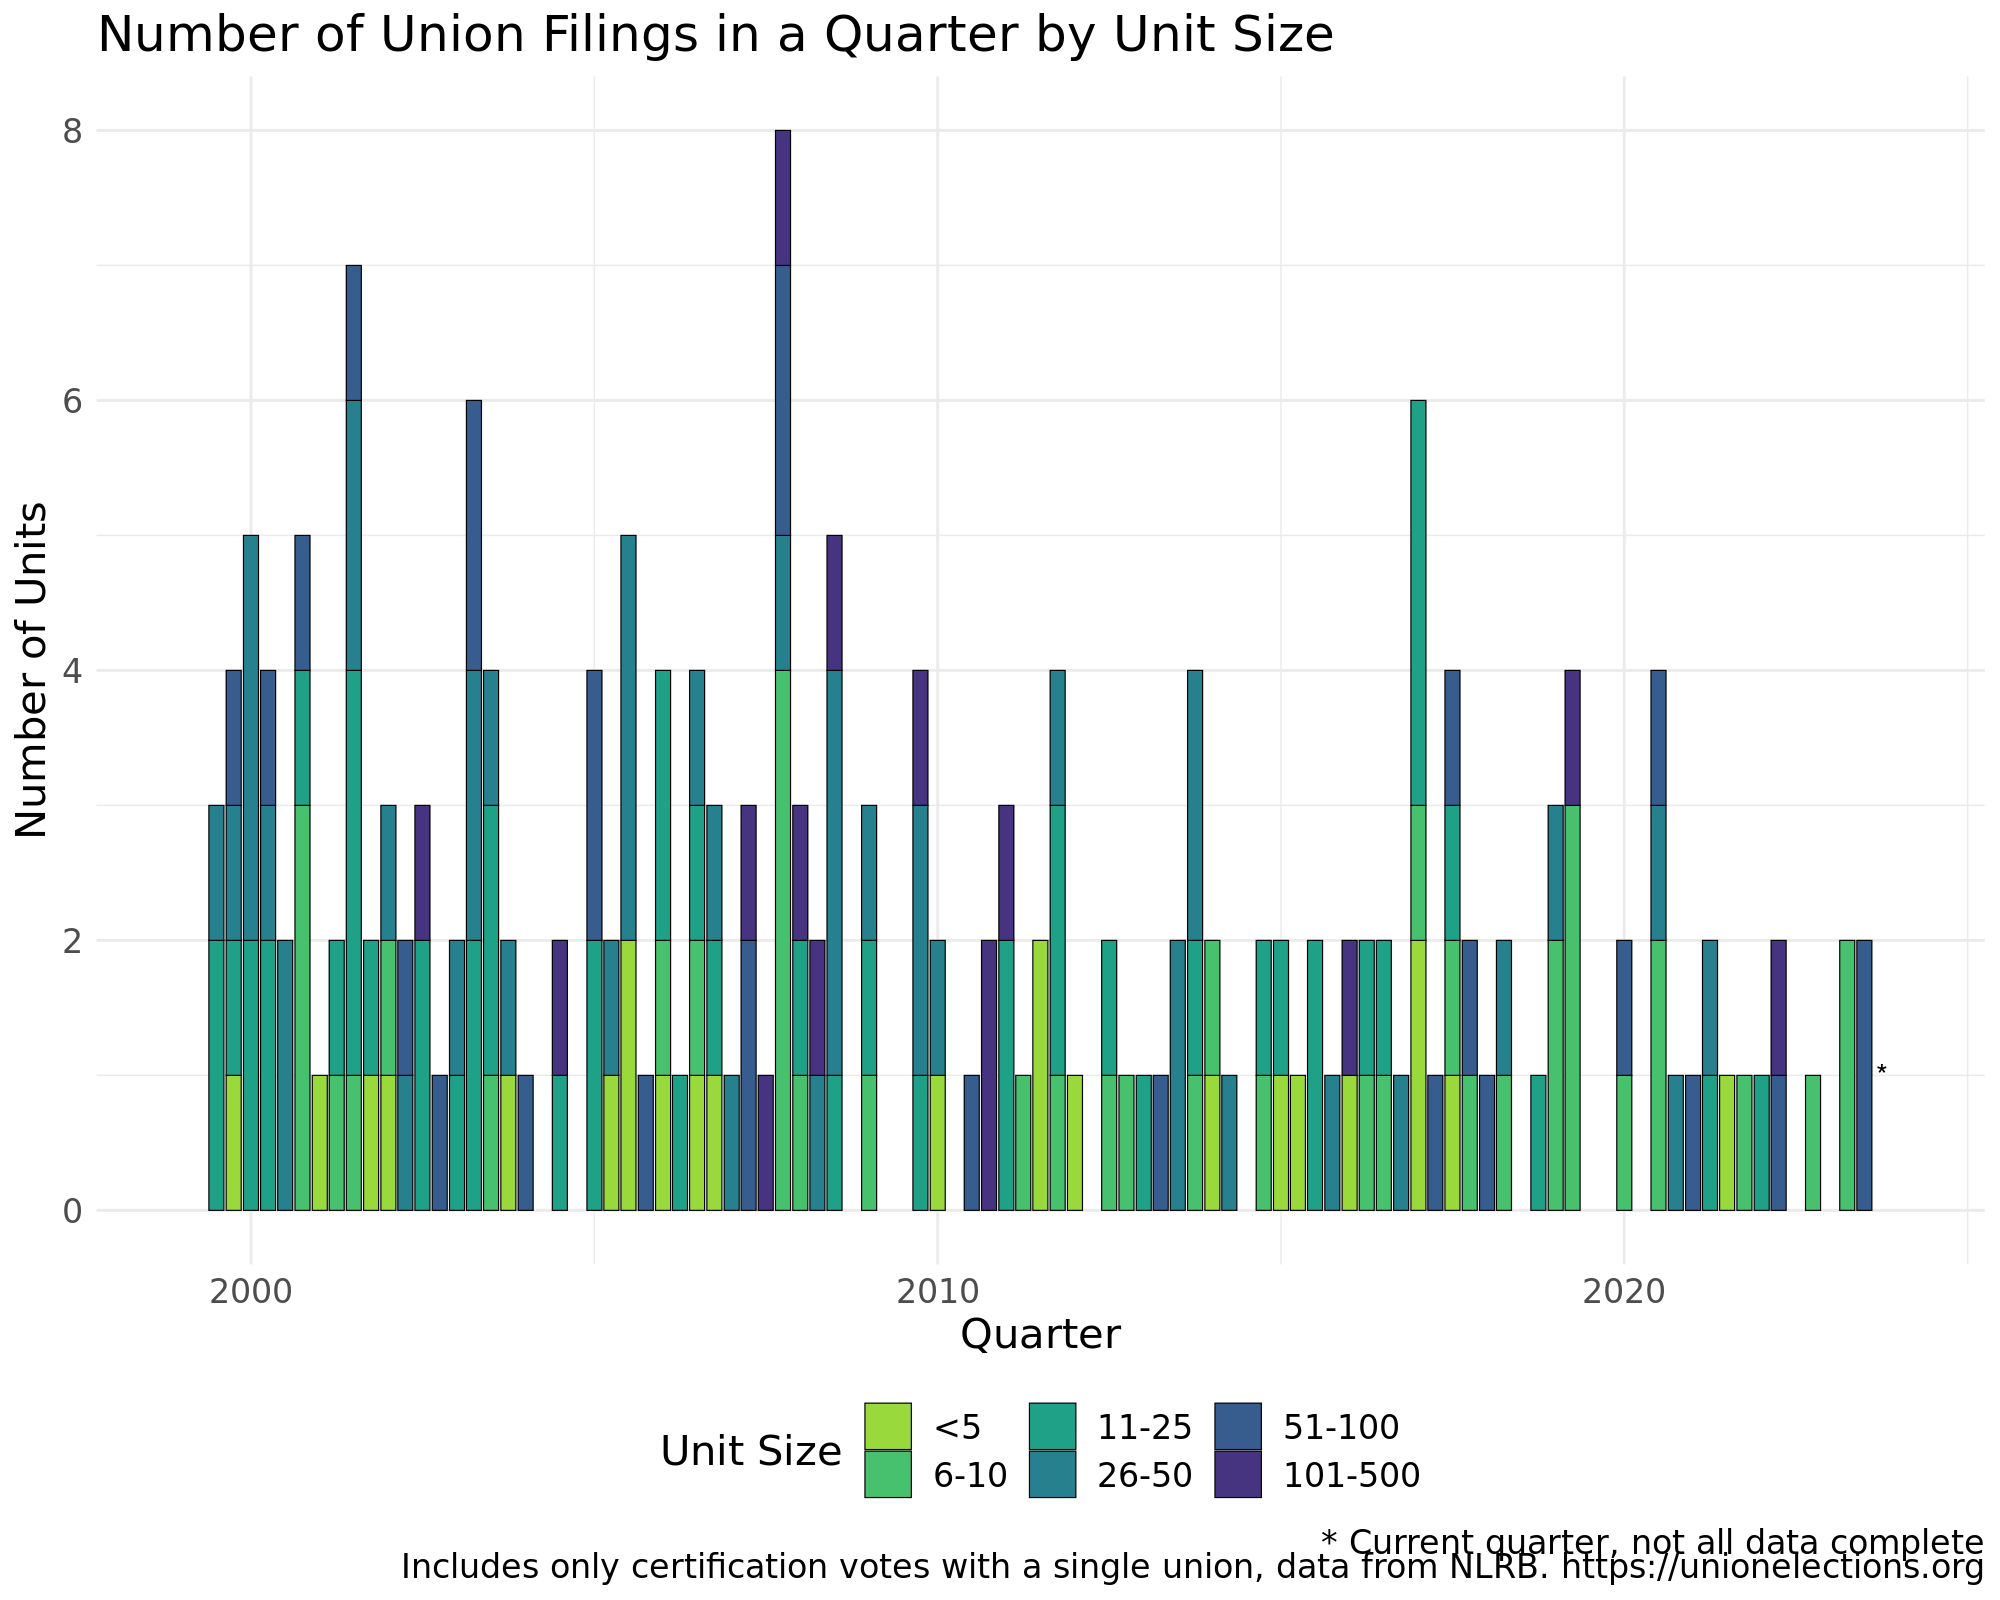 Number of Union Filings in a Quarter by Unit Size
8
6
4
2
0
Number of Units
*
2000 2010 2020
Quarter
Unit Size
<5 11-25 51-100
6-10 26-50 101-500
* Current quarter, not all data complete
Includes only certification votes with a single union, data from NLRB. https://unionelections.org